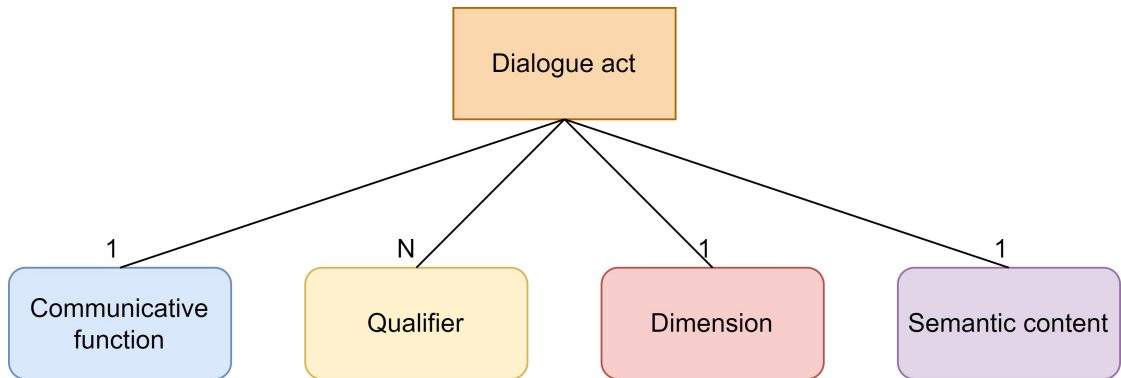 Dialogue act
1
N
1
1
Communicative
function
Qualifier
Dimension
Semantic content